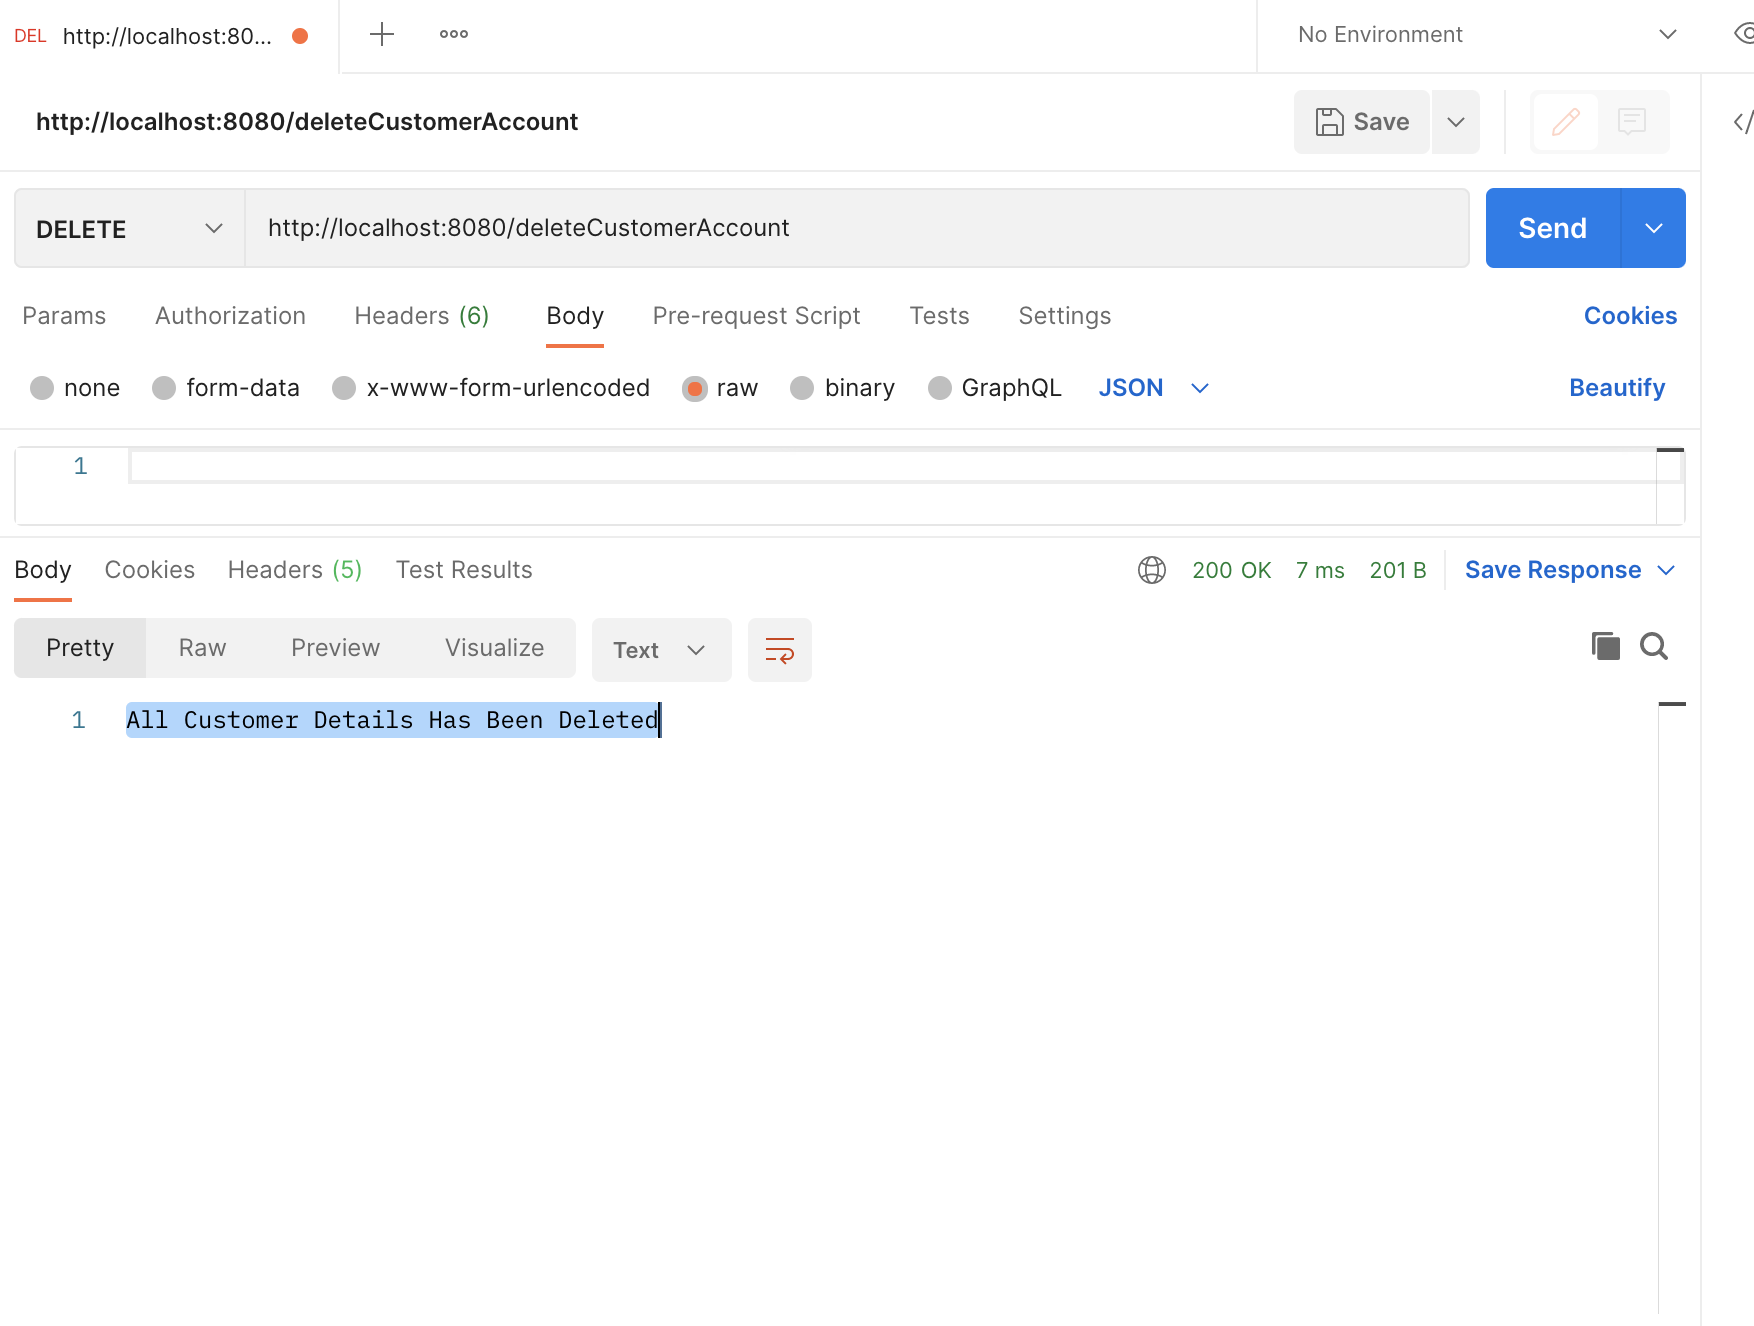 DEL http://localhost:80...
No Environment
http://localhost:8080/deleteCustomerAccount
Save
DELETE
http://localhost:8080/deleteCustomerAccount
Send
Params Authorization Headers (6) Body Pre-request Script Tests Settings Cookies
none form-data x-www-form-urlencoded raw binary GraphQL JSON Beautify
1
Body Cookies Headers (5) Test Results 200 OK 7 ms 201 B Save Response
Pretty Raw Preview Visualize Text
1 All Customer Details Has Been Deleted